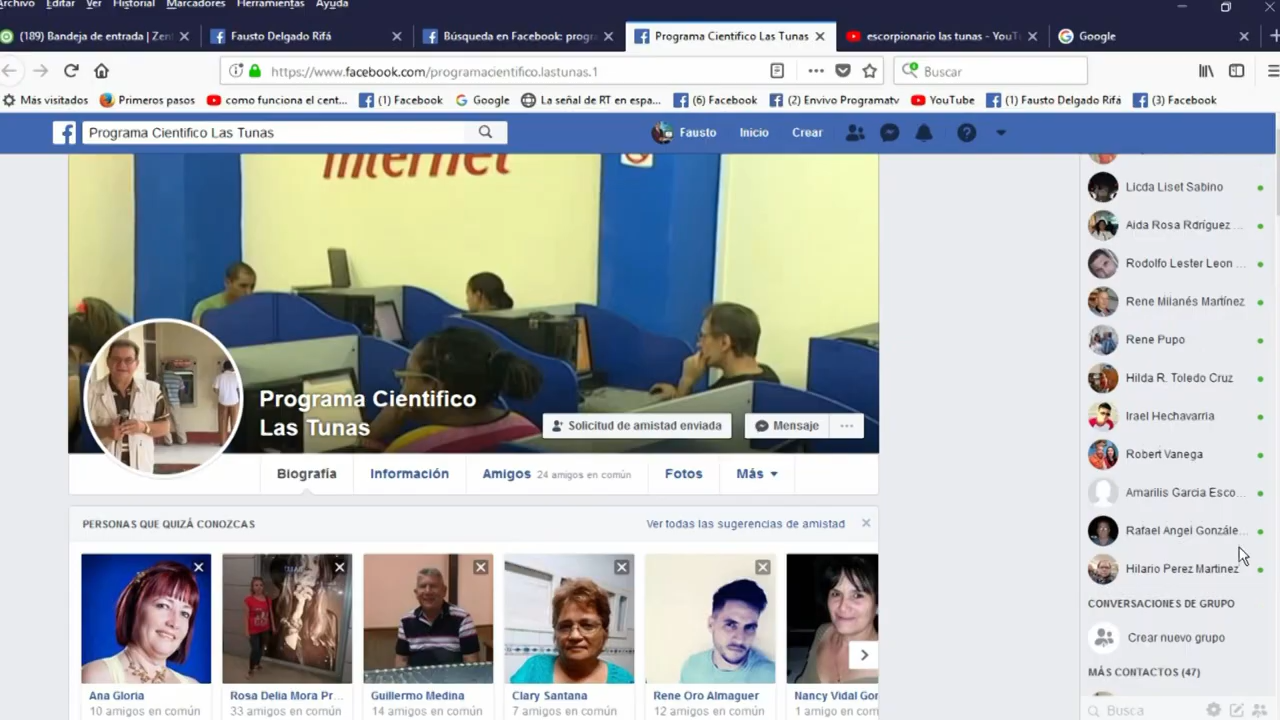 Archivo Editar Ver Historial Marcadores Herramientas Ayuda
(189) Bandeja de entrada | Zen
Fausto Delgado Rifá
Búsqueda en Facebook: progr
Programa Cientifico Las Tunas
escorpionario las tunas - YouT
Google
https://www.facebook.com/programacientifico.lastunas.1
Buscar
Más visitados
Primeros pasos
como funciona el cent...
(1) Facebook
Google
La señal de RT en espa...
(6) Facebook
(2) Envivo Programatv
YouTube
(1) Fausto Delgado Rifá
(3) Facebook
Programa Cientifico Las Tunas
Fausto
Inicio
Crear
internet
Programa Cientifico
Las Tunas
Solicitud de amistad enviada
Mensaje
Biografía
Información
Amigos 24 amigos en común
Fotos
Más
PERSONAS QUE QUIZÁ CONOZCAS
Ver todas las sugerencias de amistad
Ana Gloria
10 amigos en común
Rosa Delia Mora Pr...
33 amigos en común
Guillermo Medina
14 amigos en común
Clary Santana
7 amigos en común
Rene Oro Almaguer
12 amigos en común
Nancy Vidal Gor
1 amigo en com
Licda Liset Sabino
Aida Rosa Rdríguez ...
Rodolfo Lester Leon ...
Rene Milanés Martínez
Rene Pupo
Hilda R. Toledo Cruz
Irael Hechavarria
Robert Vanega
Amarilis Garcia Esco...
Rafael Angel Gonzále...
Hilario Perez Martinez
CONVERSACIONES DE GRUPO
Crear nuevo grupo
MÁS CONTACTOS (47)
Busca